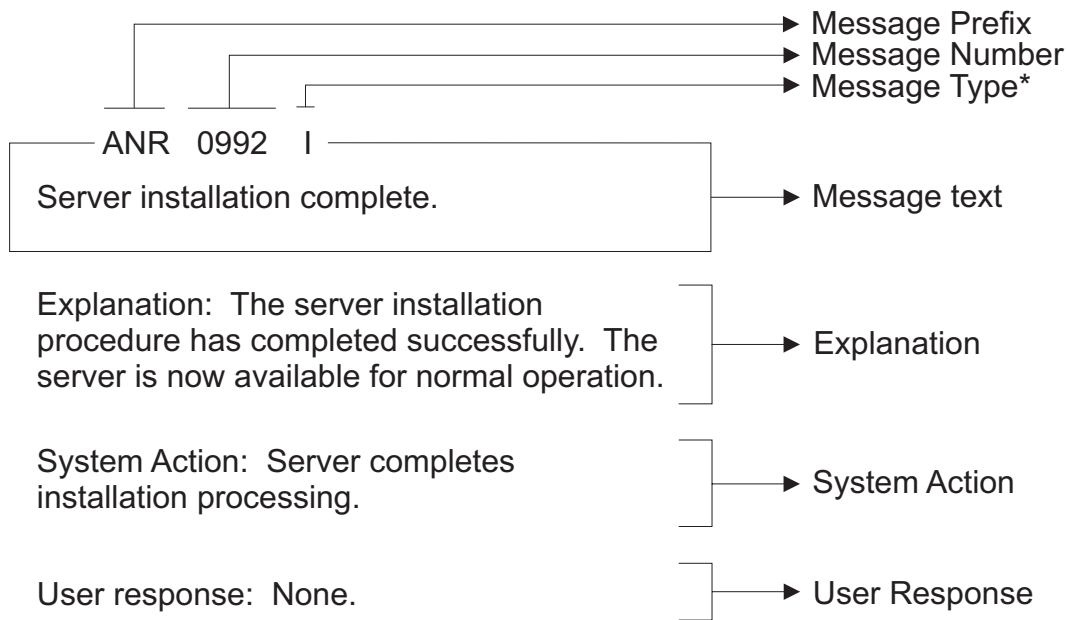 Message Prefix
Message Number
Message Type*
ANR 0992 I
Server installation complete.
Message text
Explanation: The server installation
procedure has completed successfully. The
server is now available for normal operation.
Explanation
System Action: Server completes
installation processing.
System Action
User response: None.
User Response